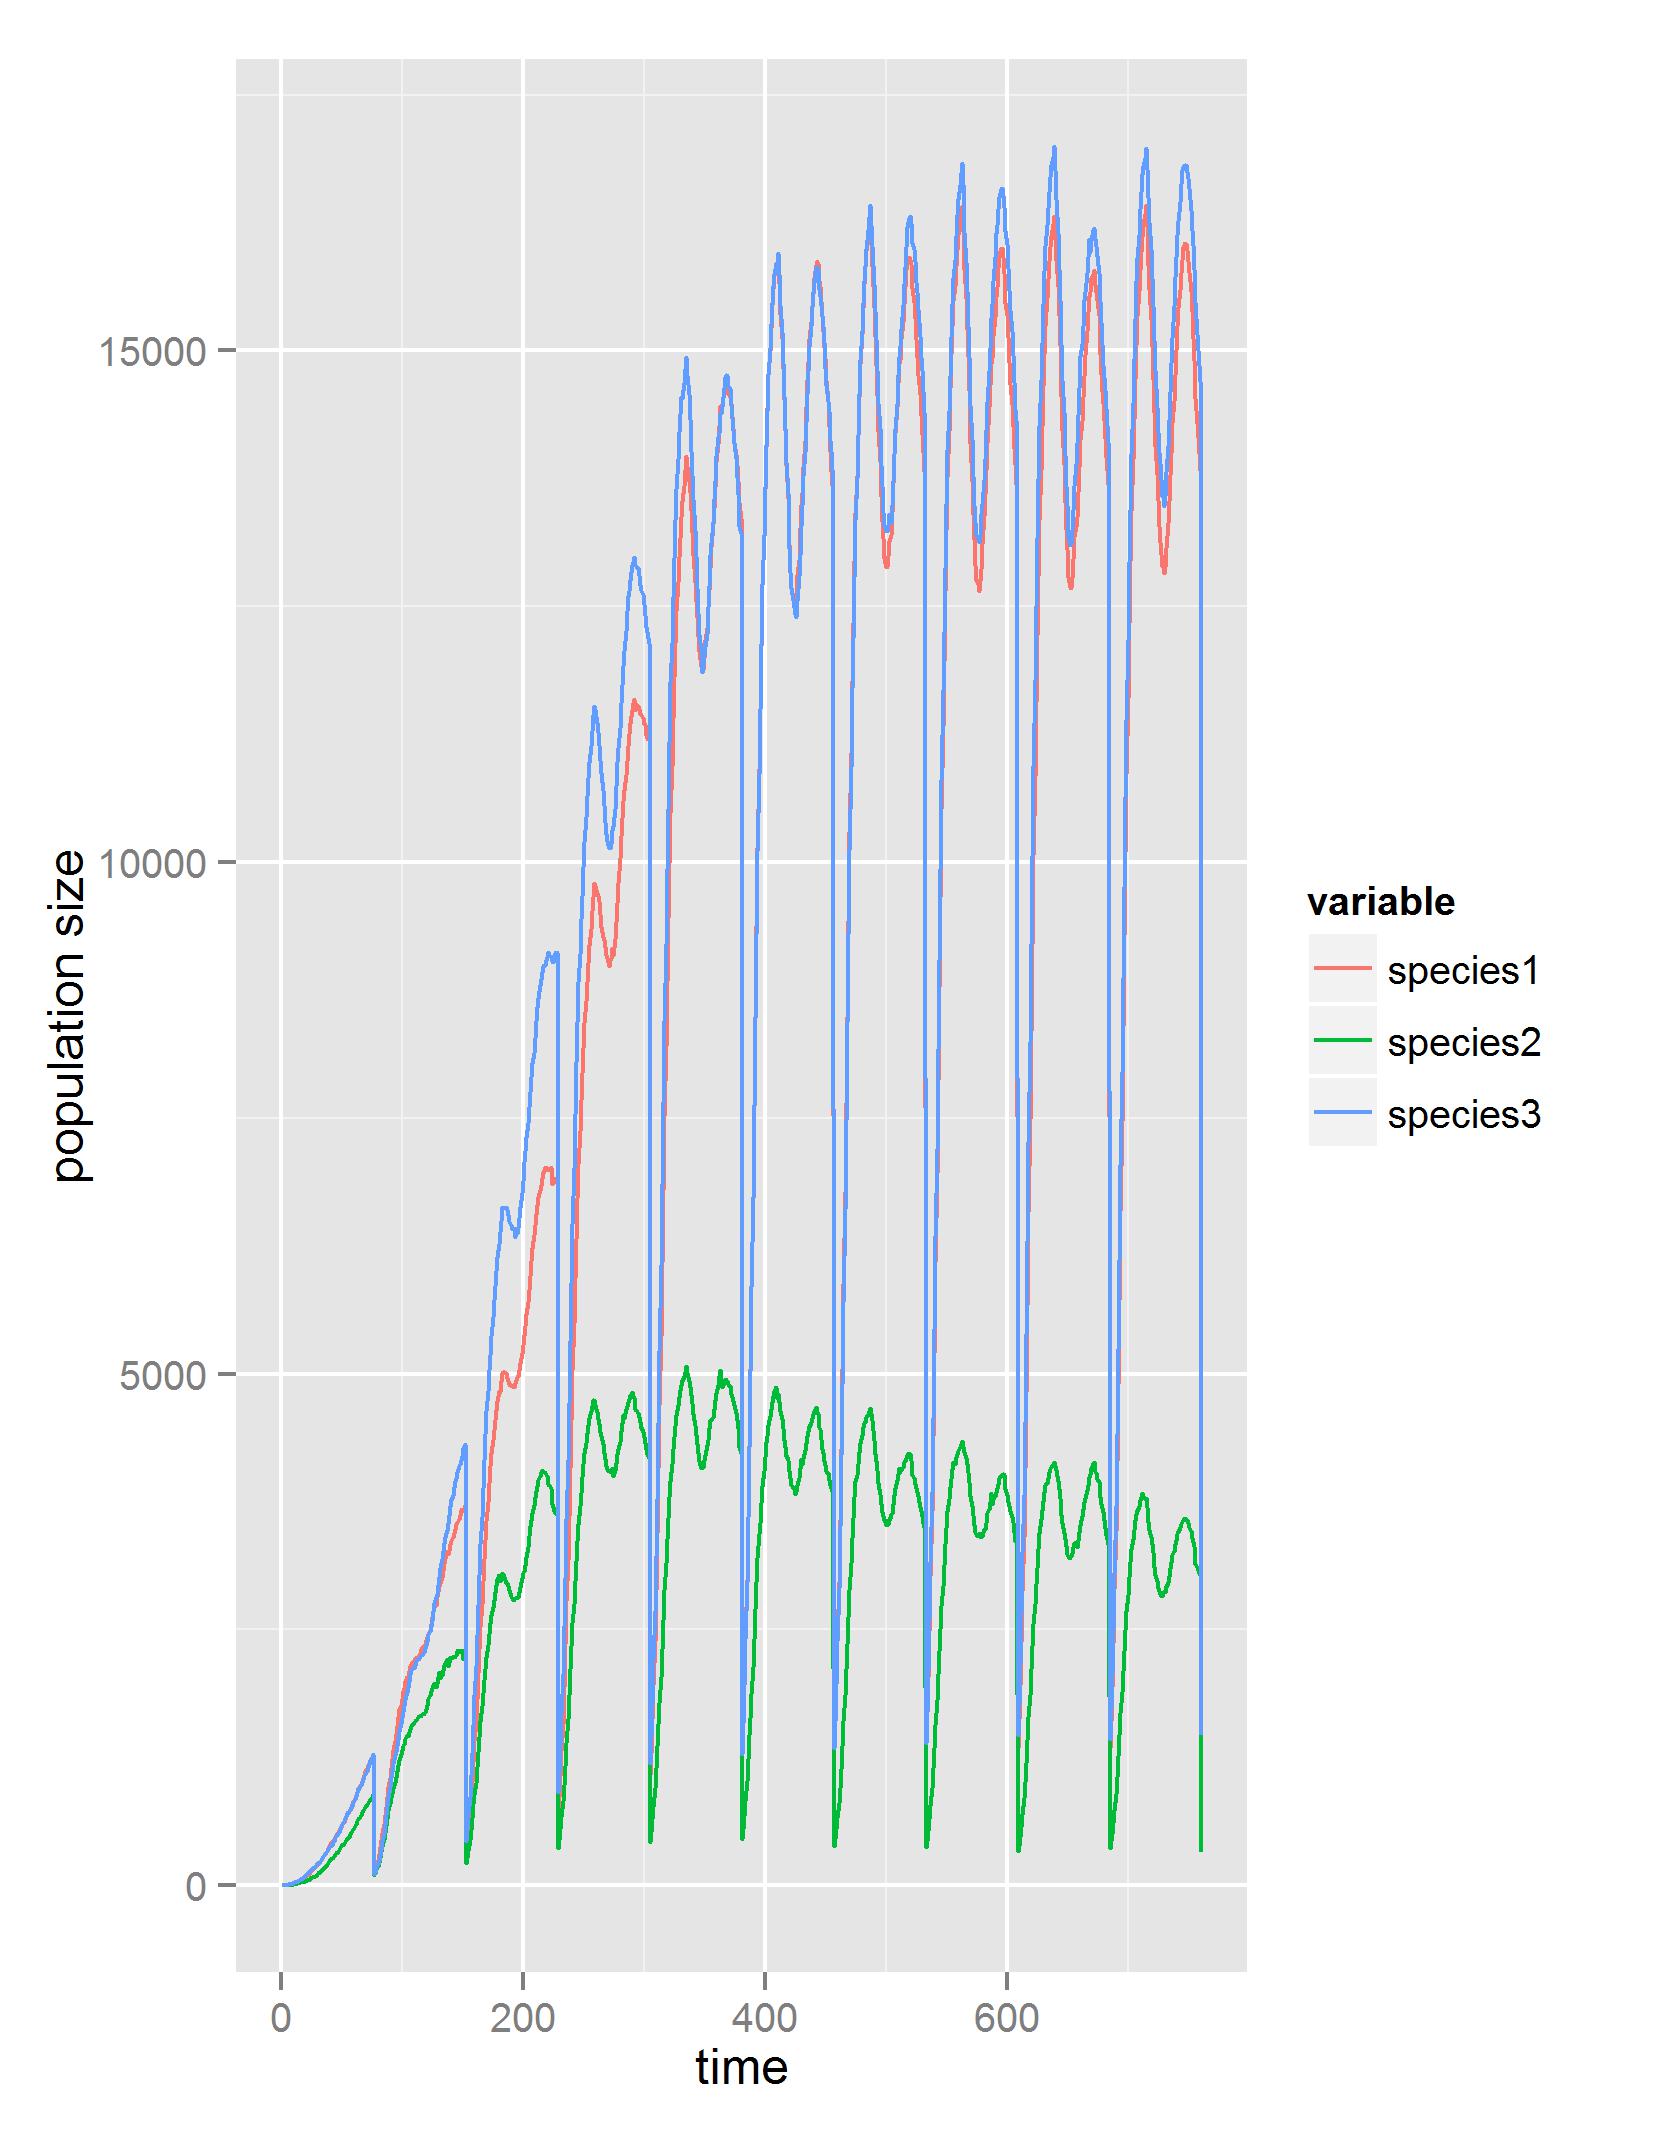 population size
15000
10000
5000
0
0 200 400 600
time
variable
species1
species2
species3